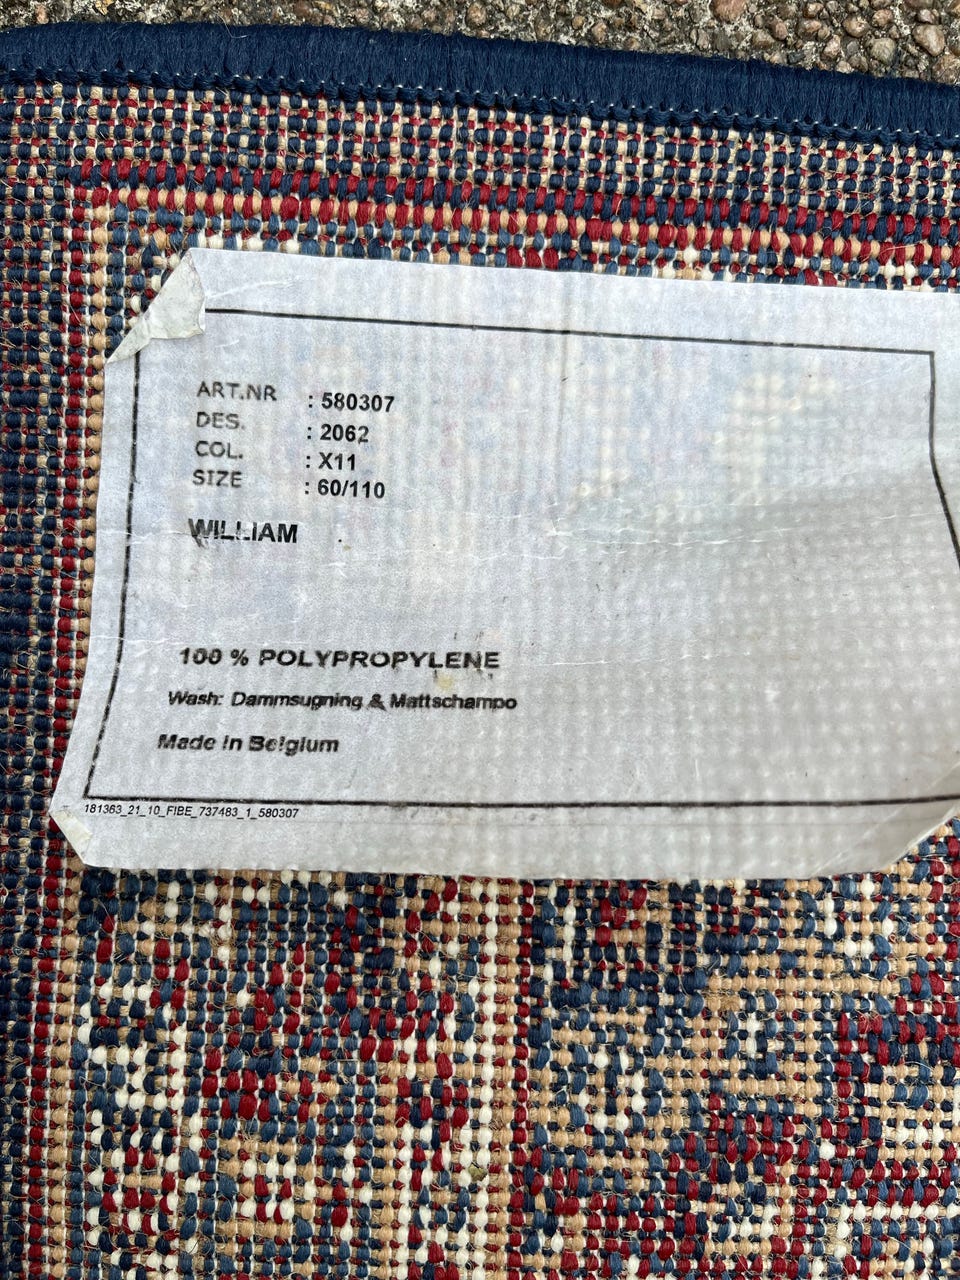 ART.NR : 580307
DES. : 2062
COL. : X11
SIZE : 60/110
WILLIAM
100 % POLYPROPYLENE
Wash: Dammsugning & Mattschampo
Made in Belgium
181363_21_10_FIBE_737483_1_580307